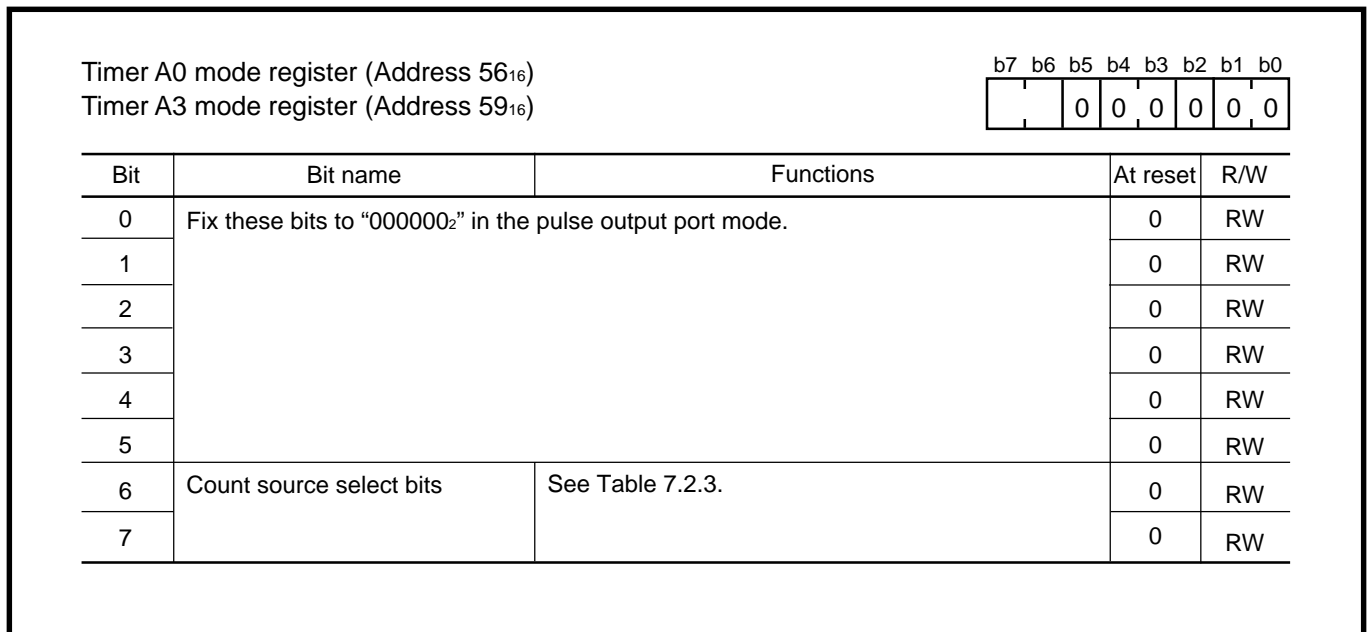 Timer A0 mode register (Address 56₁₆)
Timer A3 mode register (Address 59₁₆)
b7 b6 b5 b4 b3 b2 b1 b0
0 0 0 0 0 0
Bit Bit name Functions At reset R/W
0 Fix these bits to “000000₂” in the pulse output port mode. 0 RW
1 0 RW
2 0 RW
3 0 RW
4 0 RW
5 0 RW
6 Count source select bits See Table 7.2.3. 0 RW
7 0 RW